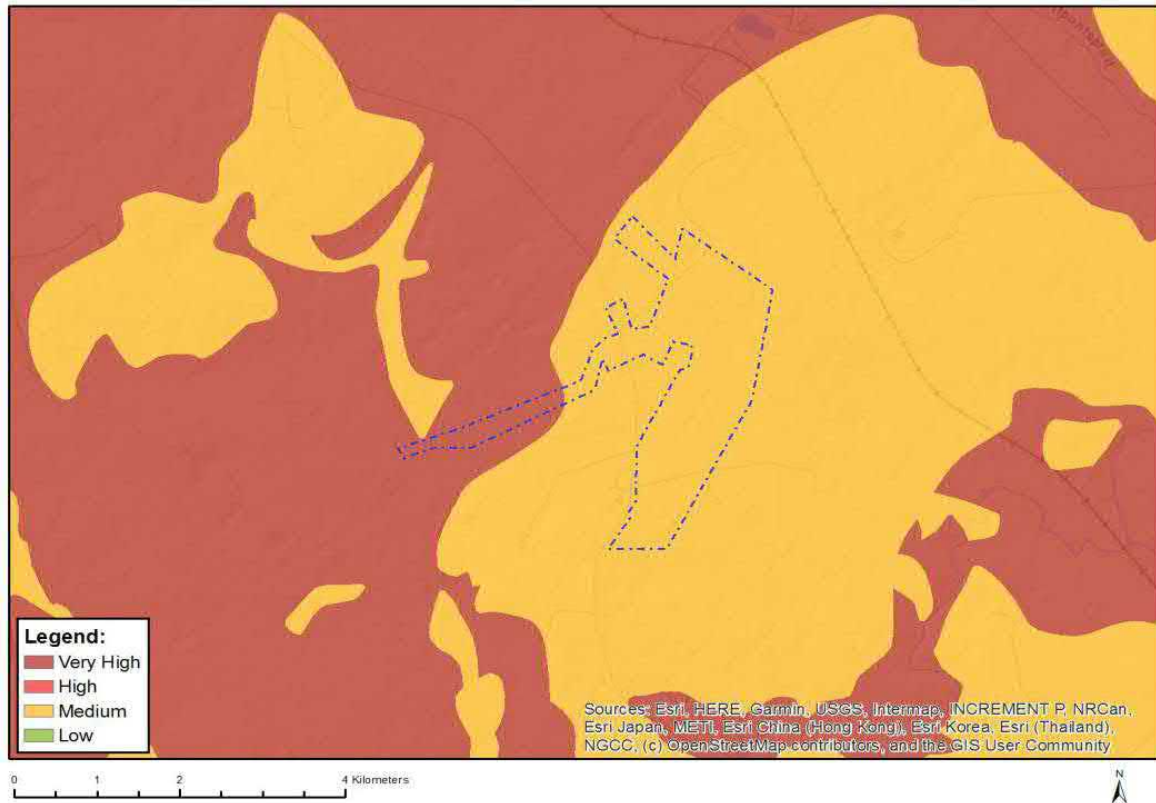 Legend:
Very High
High
Medium
Low
Sources: Esri, HERE, Garmin, USGS, Intermap, INCREMENT P, NRCan,
Esri Japan, METI, Esri China (Hong Kong), Esri Korea, Esri (Thailand),
NGCC, (c) OpenStreetMap contributors, and the GIS User Community
0 1 2 4 Kilometers
N